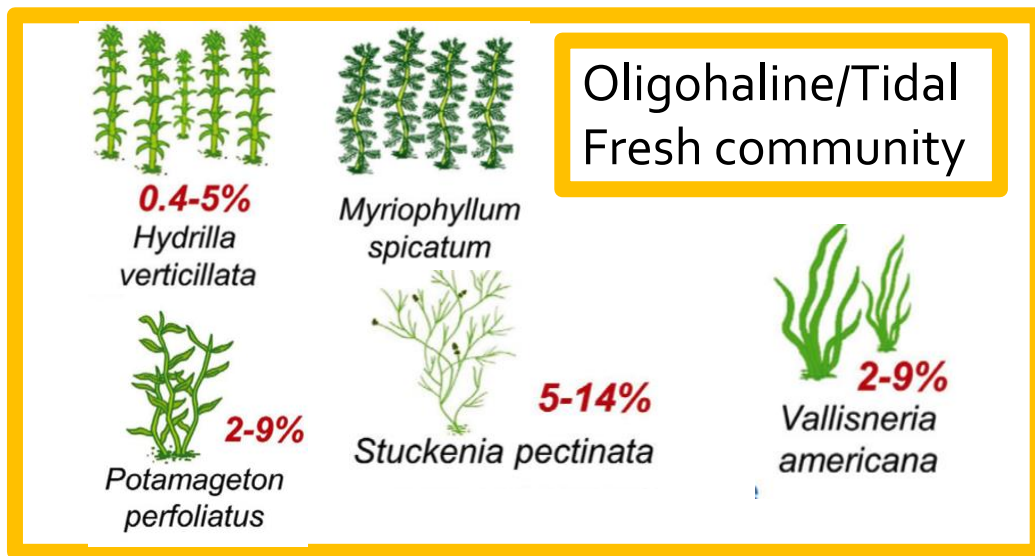 Oligohaline/Tidal
Fresh community
0.4-5%
Hydrilla
verticillata
Myriophyllum
spicatum
2-9%
Potamageton
perfoliatus
5-14%
Stuckenia pectinata
2-9%
Vallisneria
americana